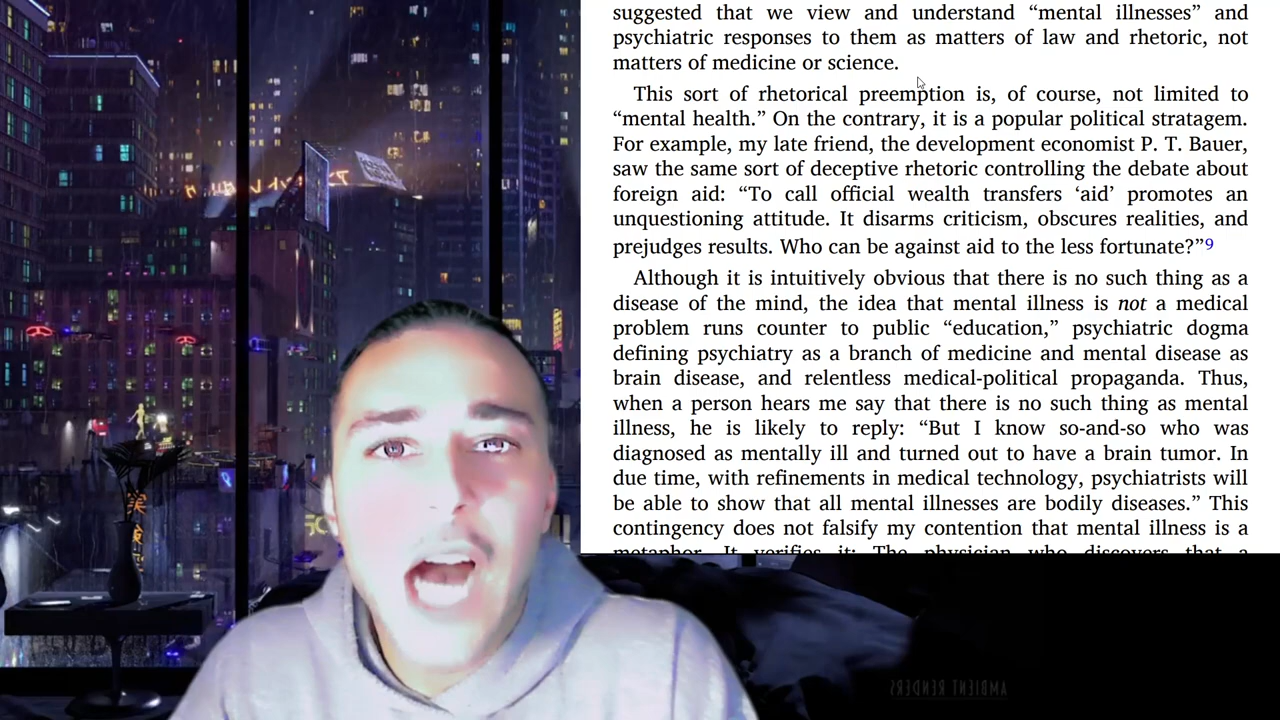 suggested that we view and understand “mental illnesses” and
psychiatric responses to them as matters of law and rhetoric, not
matters of medicine or science.
This sort of rhetorical preemption is, of course, not limited to
“mental health.” On the contrary, it is a popular political stratagem.
For example, my late friend, the development economist P. T. Bauer,
saw the same sort of deceptive rhetoric controlling the debate about
foreign aid: “To call official wealth transfers ‘aid’ promotes an
unquestioning attitude. It disarms criticism, obscures realities, and
prejudges results. Who can be against aid to the less fortunate?”9
Although it is intuitively obvious that there is no such thing as a
disease of the mind, the idea that mental illness is not a medical
problem runs counter to public “education,” psychiatric dogma
defining psychiatry as a branch of medicine and mental disease as
brain disease, and relentless medical-political propaganda. Thus,
when a person hears me say that there is no such thing as mental
illness, he is likely to reply: “But I know so-and-so who was
diagnosed as mentally ill and turned out to have a brain tumor. In
due time, with refinements in medical technology, psychiatrists will
be able to show that all mental illnesses are bodily diseases.” This
contingency does not falsify my contention that mental illness is a
metaphor. It verifies it: The physician who discovers that a
AMBIENT RENDERS